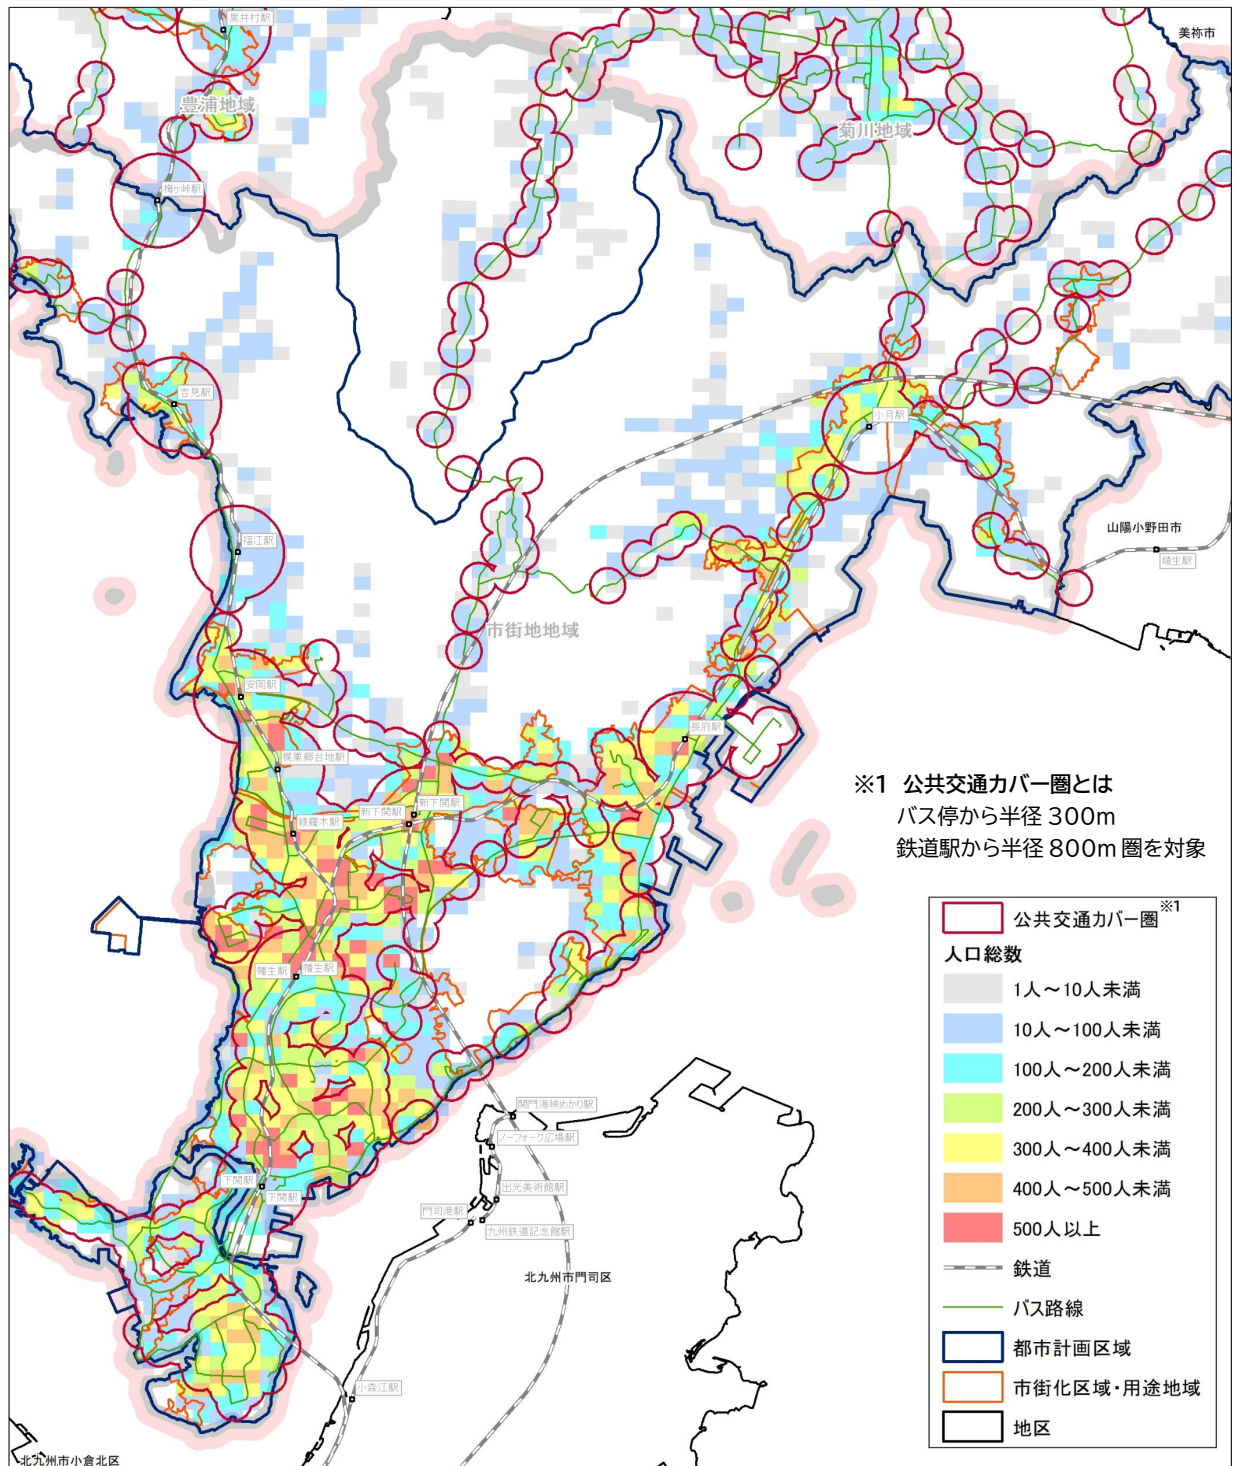 黒井村駅
美祢市
豊浦地域
菊川地域
梅ヶ峠駅
吉見駅
小月駅
山陽小野田市
埴生駅
福江駅
市街地地域
安岡駅
長府駅
梶栗郷台地駅
新下関駅
新下関駅
綾羅木駅
※1 公共交通カバー圏とは
バス停から半径 300m
鉄道駅から半径 800m 圏を対象
幡生駅
幡生駅
関門海峡めかり駅
ノーフォーク広場駅
下関駅
下関駅
出光美術館駅
門司港駅
九州鉄道記念館駅
北九州市門司区
小森江駅
北九州市小倉北区
公共交通カバー圏※1
人口総数
1人～10人未満
10人～100人未満
100人～200人未満
200人～300人未満
300人～400人未満
400人～500人未満
500人以上
鉄道
バス路線
都市計画区域
市街化区域・用途地域
地区